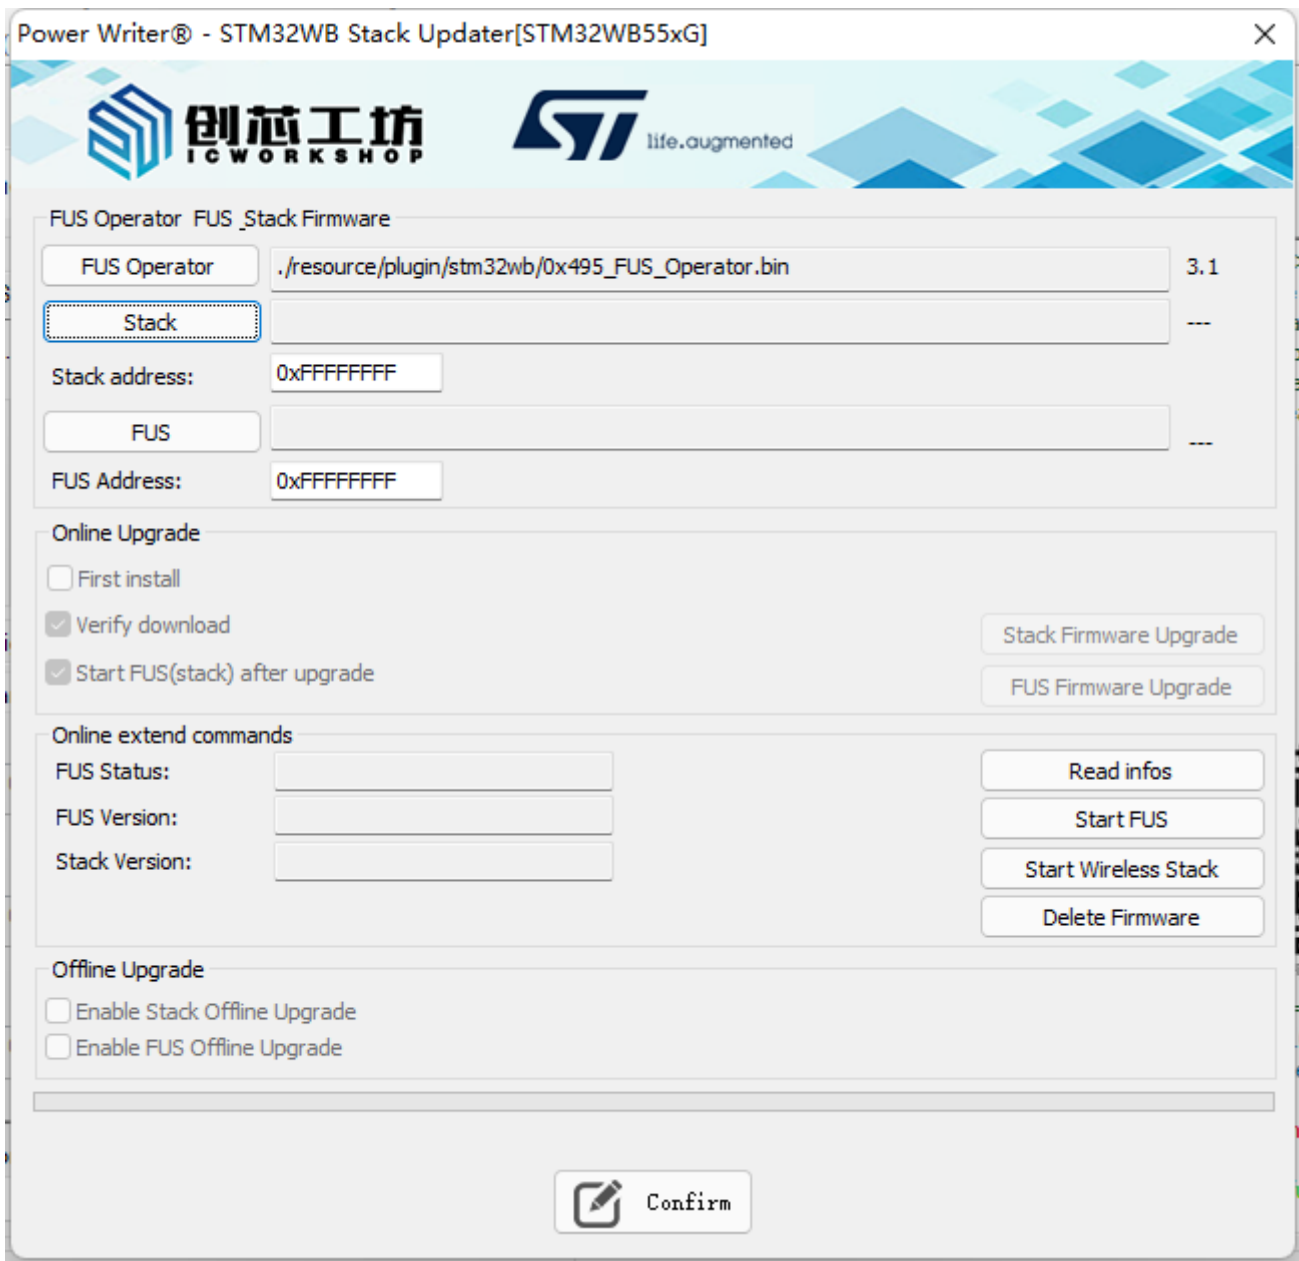 Power Writer® - STM32WB Stack Updater[STM32WB55xG]
创芯工坊
ICWORKSHOP
ST life.augmented
FUS Operator FUS _Stack Firmware
FUS Operator ./resource/plugin/stm32wb/0x495_FUS_Operator.bin 3.1
Stack ---
Stack address: 0xFFFFFFFF
FUS ---
FUS Address: 0xFFFFFFFF
Online Upgrade
First install
Verify download
Stack Firmware Upgrade
Start FUS(stack) after upgrade
FUS Firmware Upgrade
Online extend commands
FUS Status: Read infos
FUS Version: Start FUS
Stack Version: Start Wireless Stack
Delete Firmware
Offline Upgrade
Enable Stack Offline Upgrade
Enable FUS Offline Upgrade
Confirm